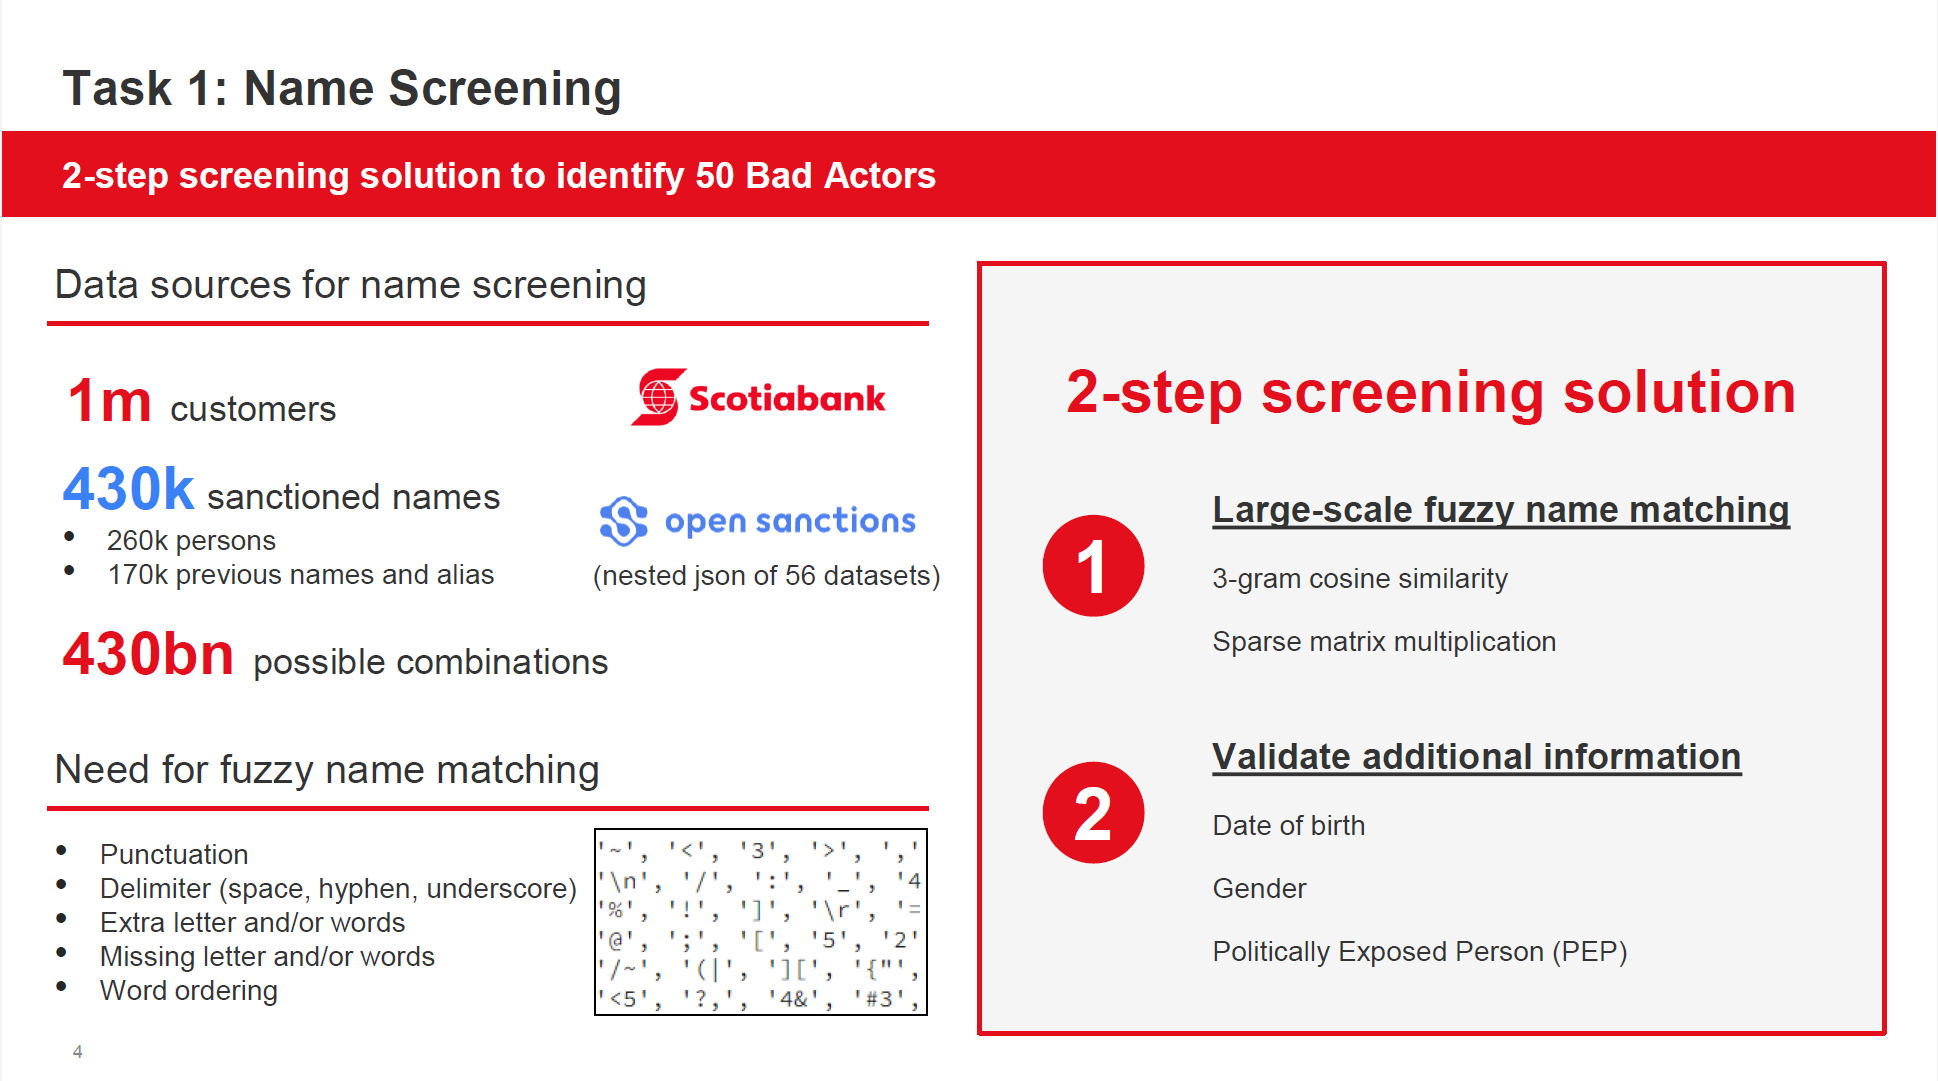 Task 1: Name Screening
2-step screening solution to identify 50 Bad Actors
Data sources for name screening
1m customers
Scotiabank
430k sanctioned names
• 260k persons
• 170k previous names and alias
open sanctions
(nested json of 56 datasets)
430bn possible combinations
Need for fuzzy name matching
• Punctuation
• Delimiter (space, hyphen, underscore)
• Extra letter and/or words
• Missing letter and/or words
• Word ordering
'~', '<', '3', '>', ','
'\n', '/', ':', '_', '4
'%', '!', ']', '\r', '=
'@', ';', '[', '5', '2'
'/~', '(|', '][', '{"',
'<5', '?,', '4&', '#3',
2-step screening solution
1
Large-scale fuzzy name matching
3-gram cosine similarity
Sparse matrix multiplication
2
Validate additional information
Date of birth
Gender
Politically Exposed Person (PEP)
4